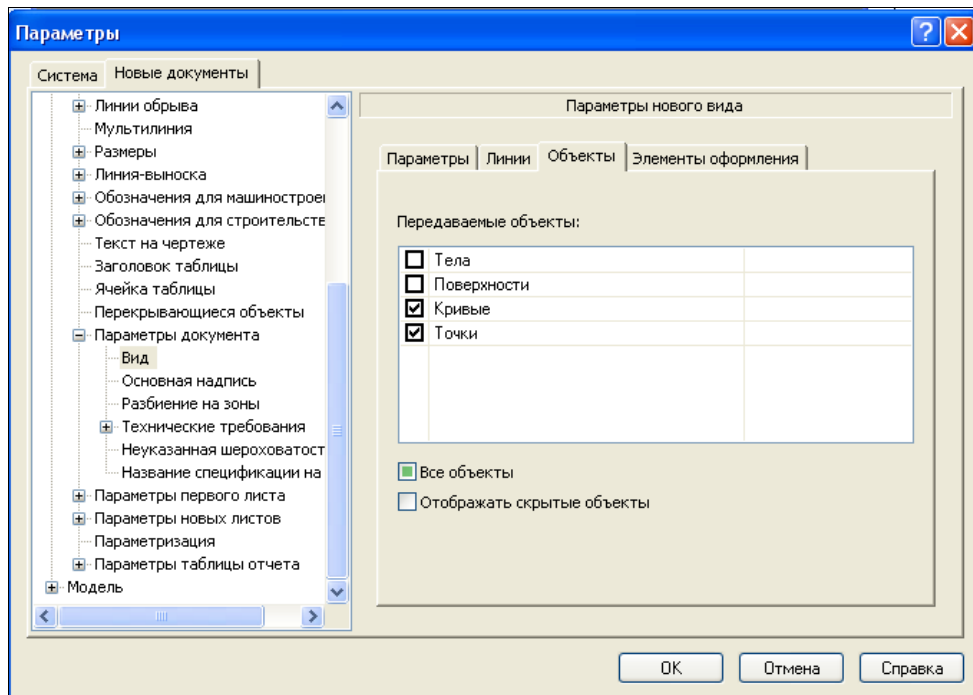 Параметры
Система
Новые документы
Линии обрыва
Мультилиния
Размеры
Линия-выноска
Обозначения для машиностроен
Обозначения для строительств
Текст на чертеже
Заголовок таблицы
Ячейка таблицы
Перекрывающиеся объекты
Параметры документа
Вид
Основная надпись
Разбиение на зоны
Технические требования
Неуказанная шероховатост
Название спецификации на
Параметры первого листа
Параметры новых листов
Параметризация
Параметры таблицы отчета
Модель
Параметры нового вида
Параметры
Линии
Объекты
Элементы оформления
Передаваемые объекты:
Тела
Поверхности
Кривые
Точки
Все объекты
Отображать скрытые объекты
OK
Отмена
Справка